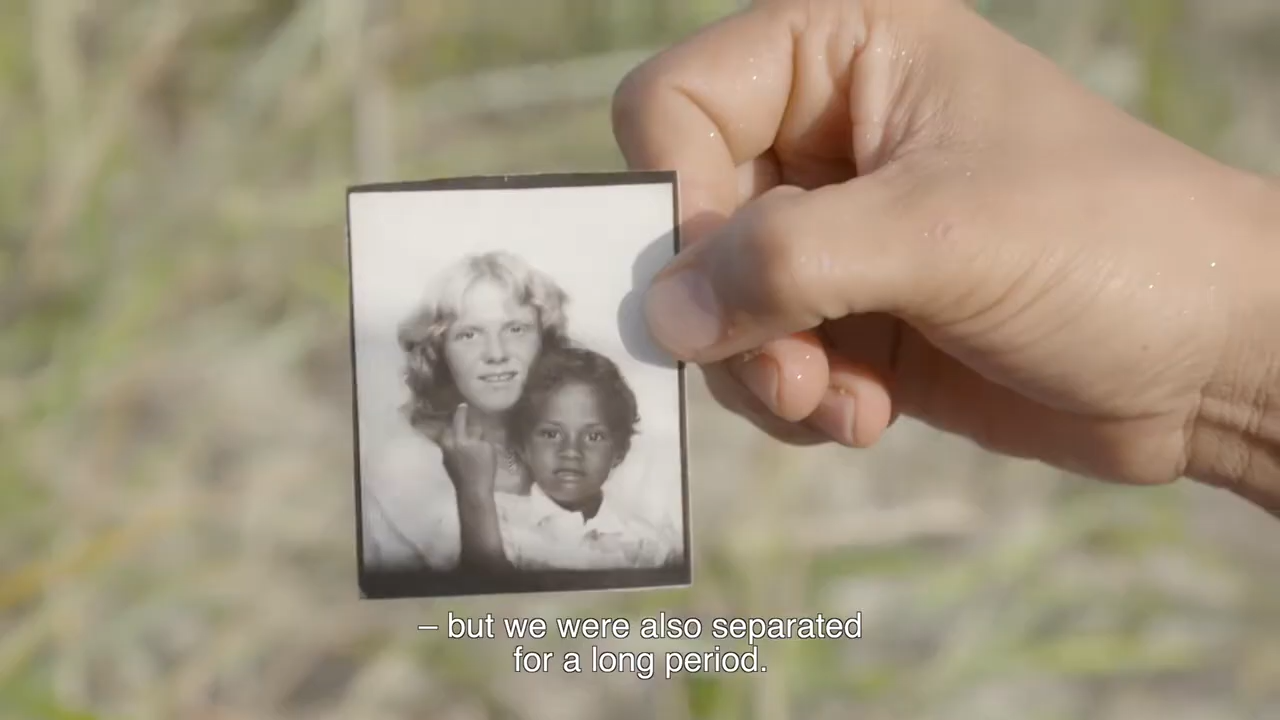 – but we were also separated
for a long period.